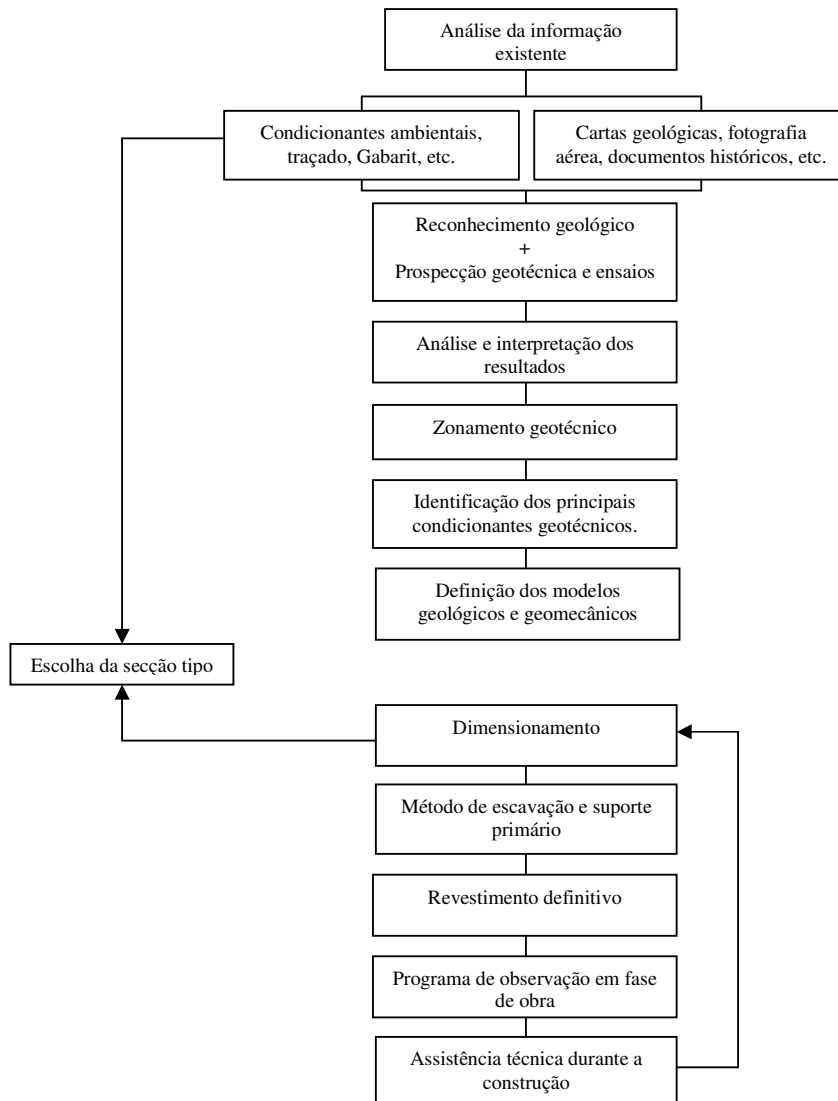 Análise da informação
existente
Condicionantes ambientais,
traçado, Gabarit, etc.
Cartas geológicas, fotografia
aérea, documentos históricos, etc.
Reconhecimento geológico
+
Prospecção geotécnica e ensaios
Análise e interpretação dos
resultados
Zonamento geotécnico
Identificação dos principais
condicionantes geotécnicos.
Definição dos modelos
geológicos e geomecânicos
Escolha da secção tipo
Dimensionamento
Método de escavação e suporte
primário
Revestimento definitivo
Programa de observação em fase
de obra
Assistência técnica durante a
construção